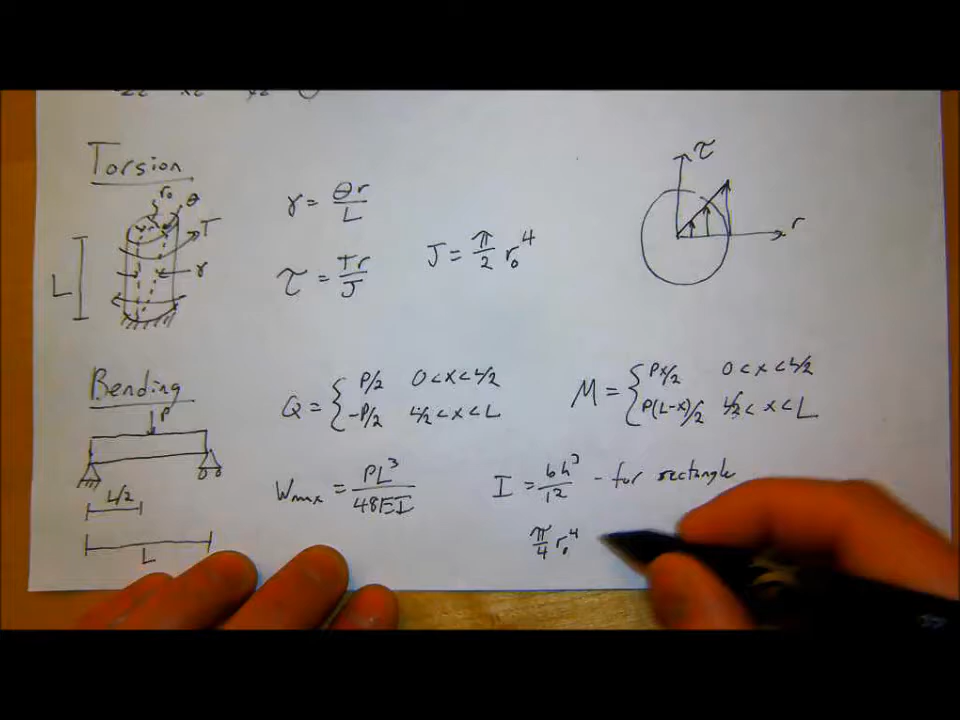 Torsion
r₀ θ
T
γ
L
γ = θr/L
τ = Tr/J
J = π/2 r₀⁴
τ
r
Bending
P
L/2
L
Q = { P/2 0<x<L/2
-P/2 L/2<x<L
M = { Px/2 0<x<L/2
P(L-x)/2 L/2<x<L
Wmax = PL³/48EI
I = bh³/12 - for rectangle
π/4 r₀⁴